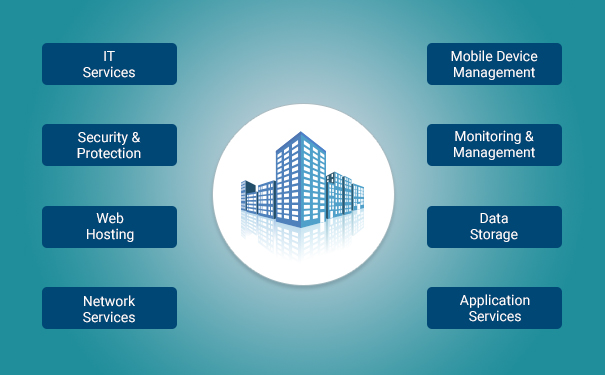 IT
Services
Security &
Protection
Web
Hosting
Network
Services
Mobile Device
Management
Monitoring &
Management
Data
Storage
Application
Services